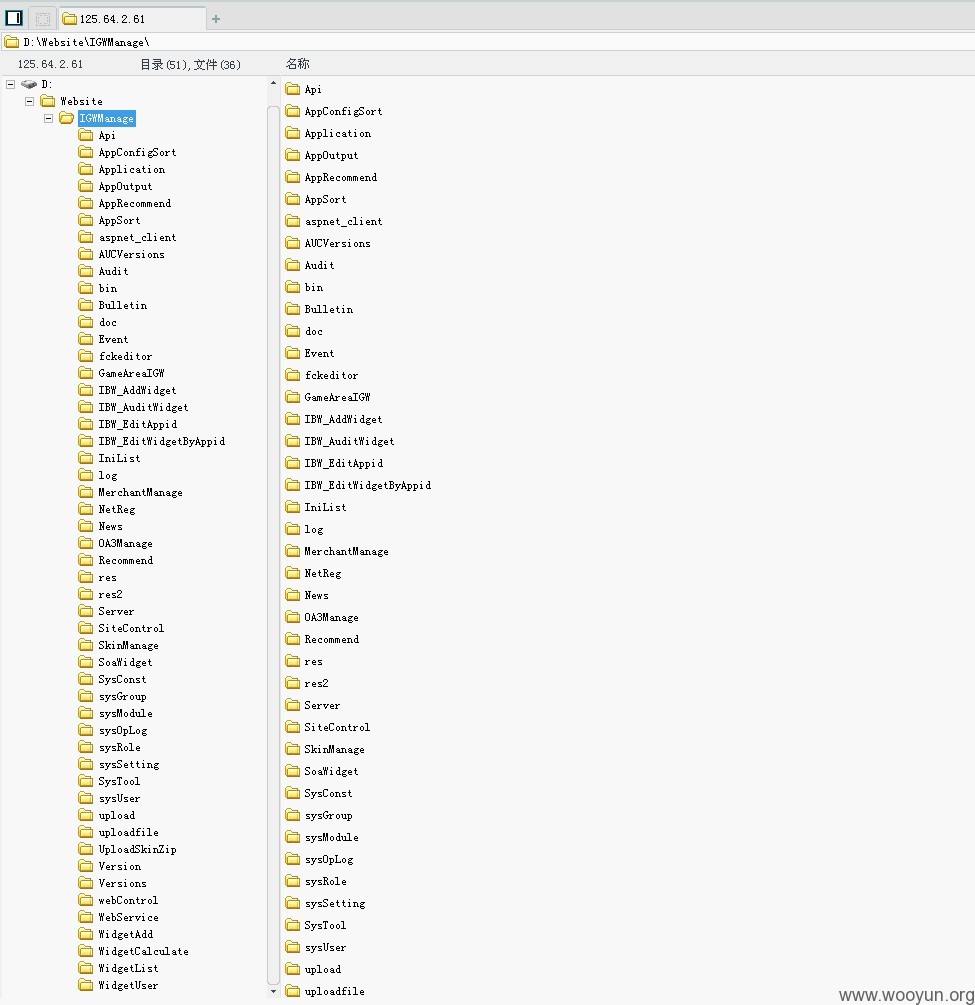 125.64.2.61
D:\Website\IGWManage\
125.64.2.61 目录(51),文件(36) 名称
D:
Website
IGWManage
Api
AppConfigSort
Application
AppOutput
AppRecommend
AppSort
aspnet_client
AUCVersions
Audit
bin
Bulletin
doc
Event
fckeditor
GameAreaIGW
IBW_AddWidget
IBW_AuditWidget
IBW_EditAppid
IBW_EditWidgetByAppid
IniList
log
MerchantManage
NetReg
News
OA3Manage
Recommend
res
res2
Server
SiteControl
SkinManage
SoaWidget
SysConst
sysGroup
sysModule
sysOpLog
sysRole
sysSetting
SysTool
sysUser
upload
uploadfile
UploadSkinZip
Version
Versions
webControl
WebService
WidgetAdd
WidgetCalculate
WidgetList
WidgetUser
Api
AppConfigSort
Application
AppOutput
AppRecommend
AppSort
aspnet_client
AUCVersions
Audit
bin
Bulletin
doc
Event
fckeditor
GameAreaIGW
IBW_AddWidget
IBW_AuditWidget
IBW_EditAppid
IBW_EditWidgetByAppid
IniList
log
MerchantManage
NetReg
News
OA3Manage
Recommend
res
res2
Server
SiteControl
SkinManage
SoaWidget
SysConst
sysGroup
sysModule
sysOpLog
sysRole
sysSetting
SysTool
sysUser
upload
uploadfile
www.wooyun.org